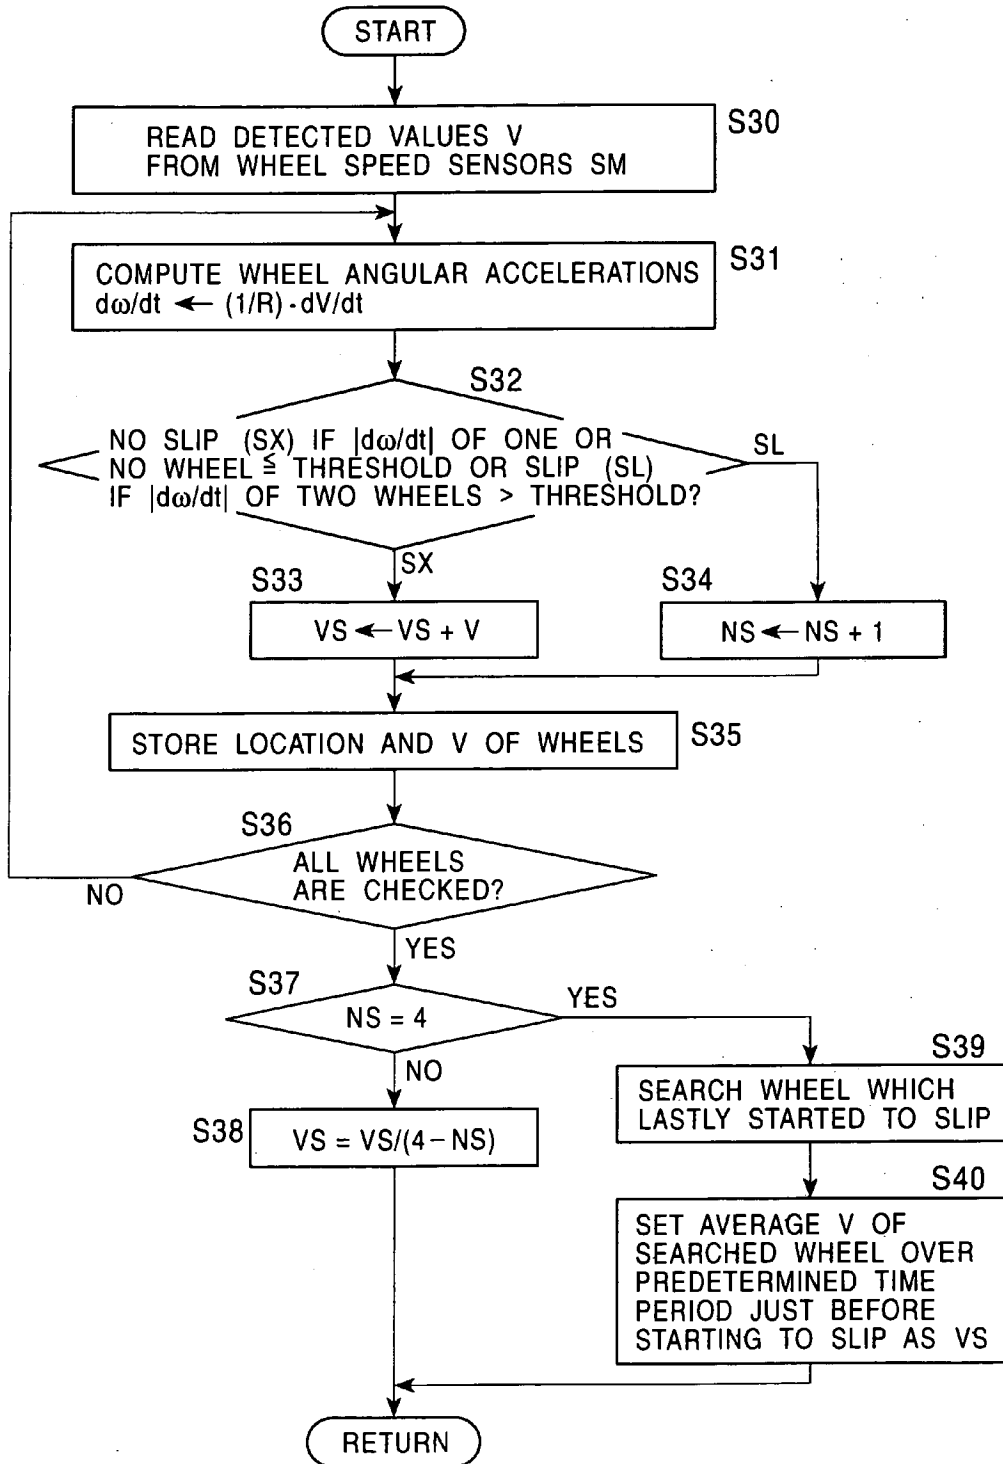 START
READ DETECTED VALUES V
FROM WHEEL SPEED SENSORS SM
S30
COMPUTE WHEEL ANGULAR ACCELERATIONS
dω/dt ← (1/R)·dV/dt
S31
S32
NO SLIP (SX) IF |dω/dt| OF ONE OR
NO WHEEL ≦ THRESHOLD OR SLIP (SL)
IF |dω/dt| OF TWO WHEELS > THRESHOLD?
SL
SX
S33
VS ← VS + V
S34
NS ← NS + 1
STORE LOCATION AND V OF WHEELS
S35
S36
ALL WHEELS
ARE CHECKED?
NO
YES
S37
NS = 4
YES
NO
S38
VS = VS/(4 – NS)
S39
SEARCH WHEEL WHICH
LASTLY STARTED TO SLIP
S40
SET AVERAGE V OF
SEARCHED WHEEL OVER
PREDETERMINED TIME
PERIOD JUST BEFORE
STARTING TO SLIP AS VS
RETURN